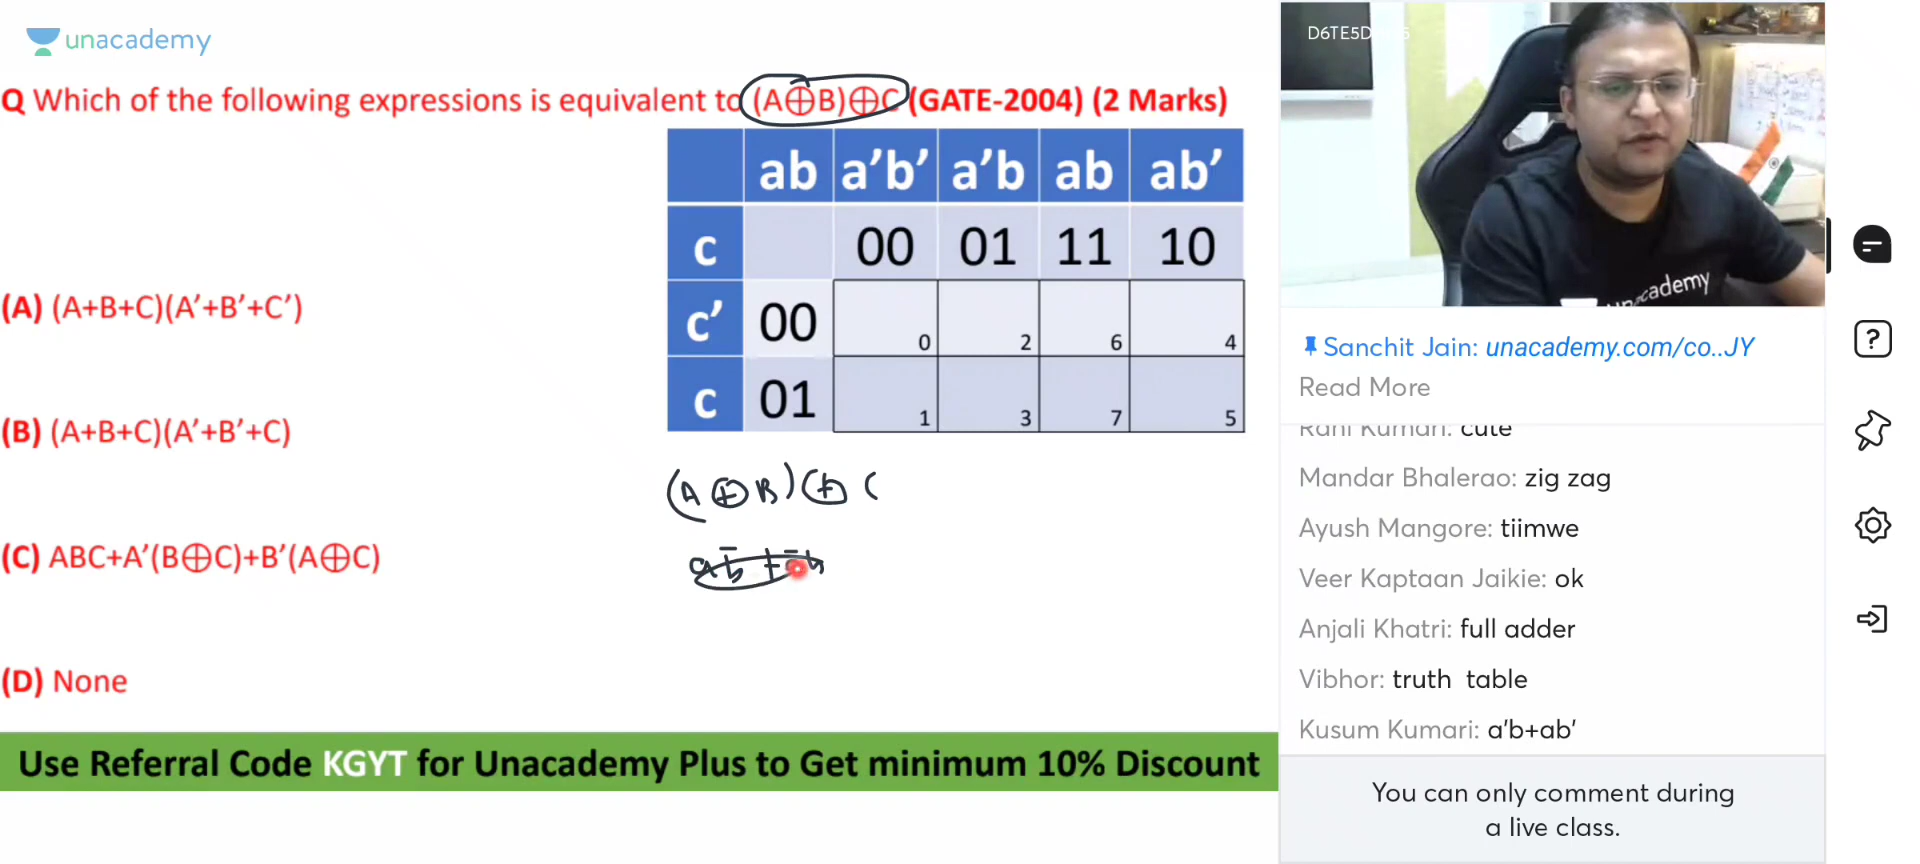 unacademy
Q Which of the following expressions is equivalent to (A⊕B)⊕C (GATE-2004) (2 Marks)
ab a′b′ a′b ab ab′
c 00 01 11 10
c′ 00 0 2 6 4
c 01 1 3 7 5
(A) (A+B+C)(A′+B′+C′)
(B) (A+B+C)(A′+B′+C)
(C) ABC+A′(B⊕C)+B′(A⊕C)
(D) None
(A ⊕ B) ⊕ C
Use Referral Code KGYT for Unacademy Plus to Get minimum 10% Discount
unacademy
Sanchit Jain: unacademy.com/co..JY
Read More
Rani Kumari: cute
Mandar Bhalerao: zig zag
Ayush Mangore: tiimwe
Veer Kaptaan Jaikie: ok
Anjali Khatri: full adder
Vibhor: truth table
Kusum Kumari: a'b+ab'
You can only comment during
a live class.